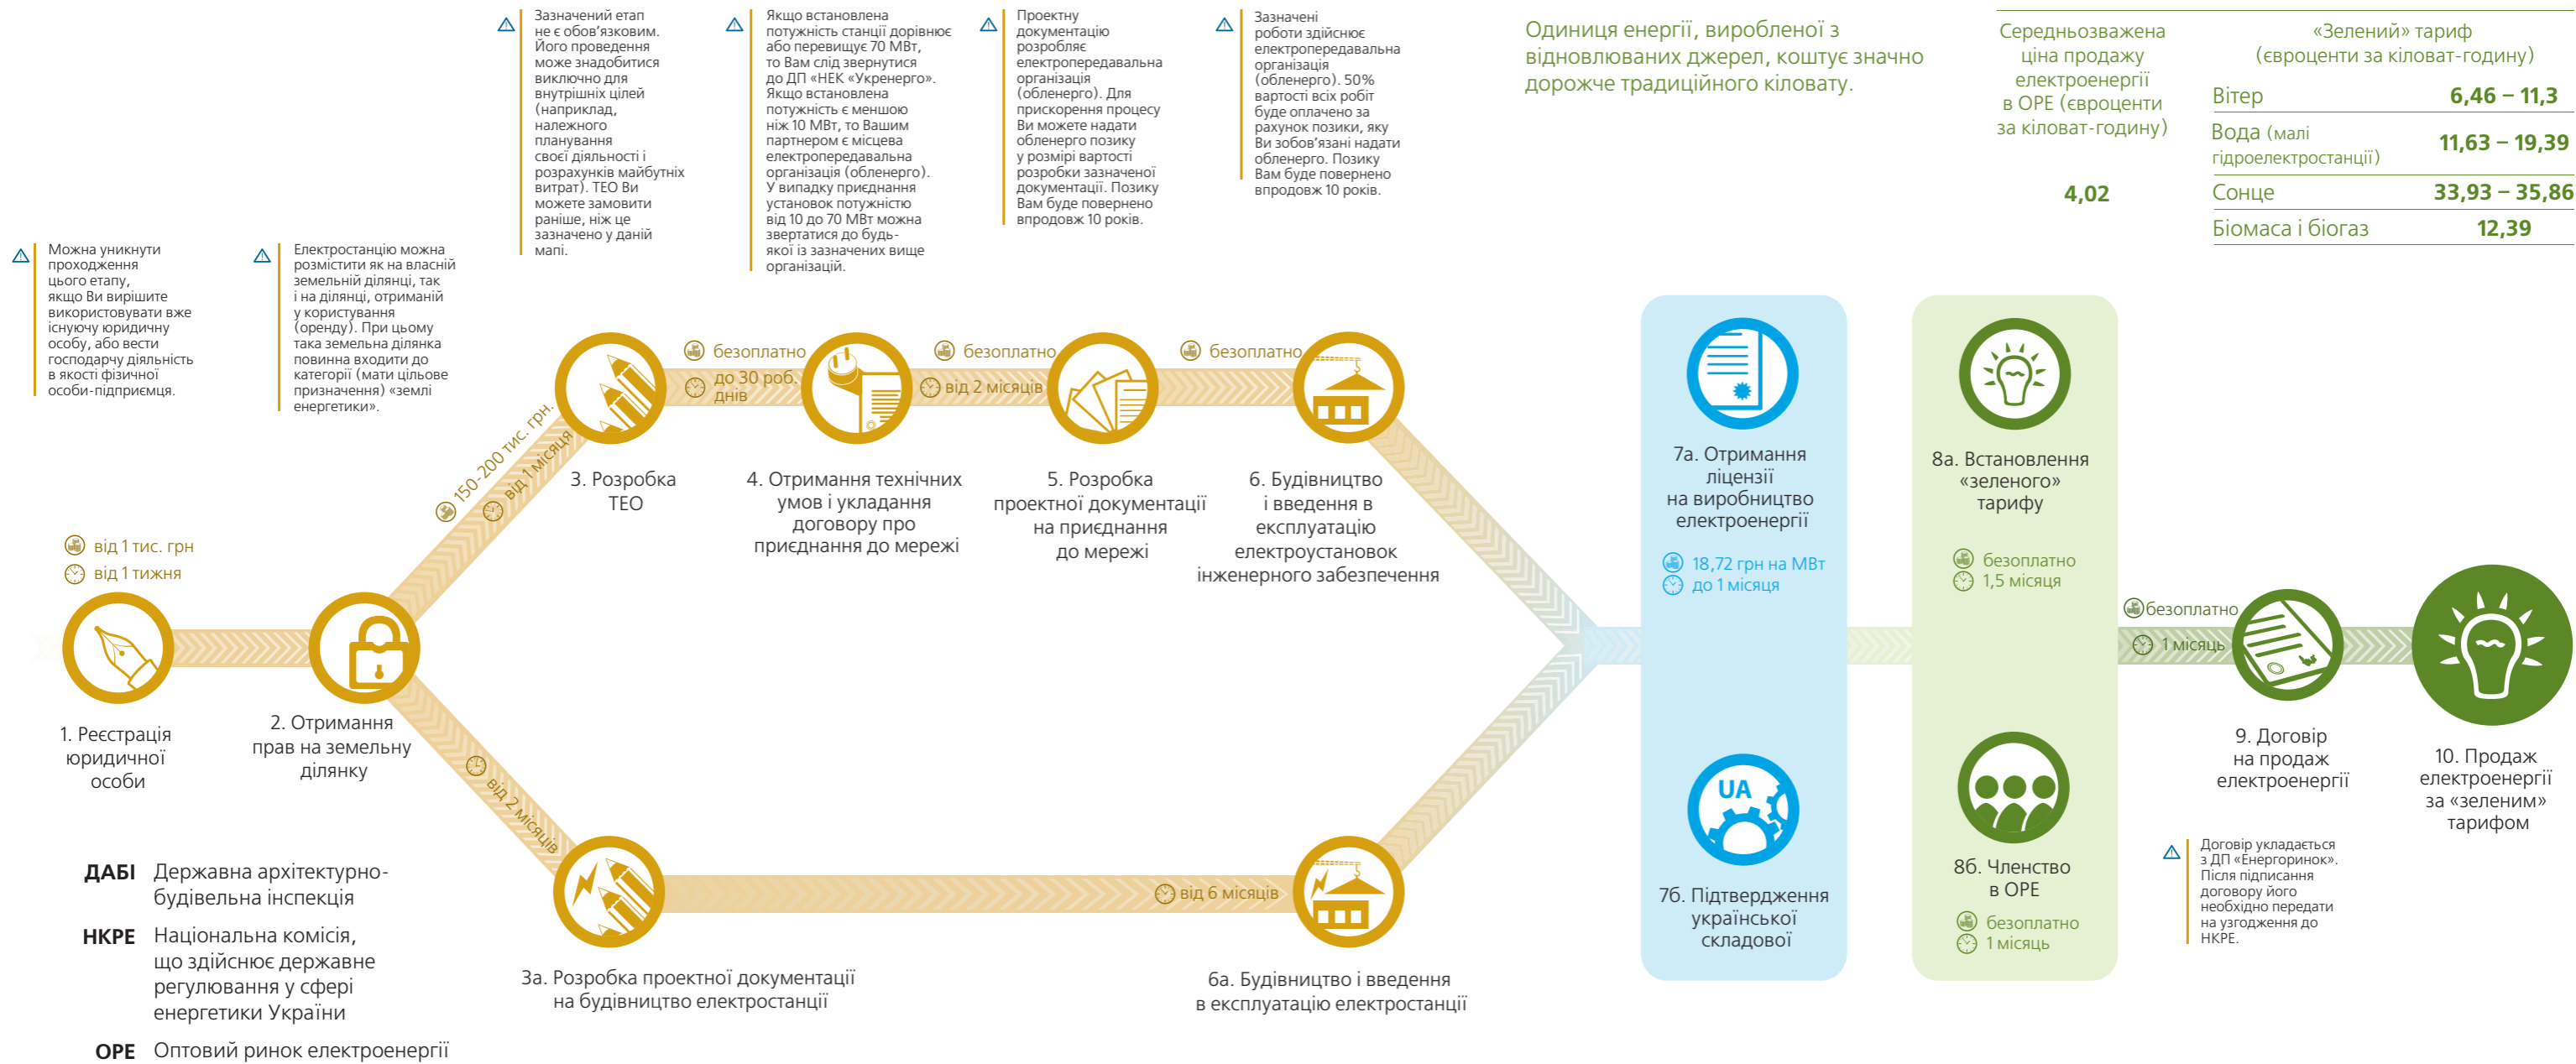 Зазначений етап
не є обов’язковим.
Його проведення
може знадобитися
виключно для
внутрішніх цілей
(наприклад,
належного
планування
своєї діяльності і
розрахунків майбутніх
витрат). ТЕО Ви
можете замовити
раніше, ніж це
зазначено у даній
мапі.
Якщо встановлена
потужність станції дорівнює
або перевищує 70 МВт,
то Вам слід звернутися
до ДП «НЕК «Укренерго».
Якщо встановлена
потужність є меншою
ніж 10 МВт, то Вашим
партнером є місцева
електропередавальна
організація (обленерго).
У випадку приєднання
установок потужністю
від 10 до 70 МВт можна
звертатися до будь-
якої із зазначених вище
організацій.
Проектну
документацію
розробляє
електропередавальна
організація
(обленерго). Для
прискорення процесу
Ви можете надати
обленерго позику
у розмірі вартості
розробки зазначеної
документації. Позику
Вам буде повернено
впродовж 10 років.
Зазначені
роботи здійснює
електропередавальна
організація
(обленерго). 50%
вартості всіх робіт
буде оплачено за
рахунок позики, яку
Ви зобов’язані надати
обленерго. Позику
Вам буде повернено
впродовж 10 років.
Одиниця енергії, виробленої з
відновлюваних джерел, коштує значно
дорожче традиційного кіловату.
Середньозважена
ціна продажу
електроенергії
в ОРЕ (євроценти
за кіловат-годину)
4,02
«Зелений» тариф
(євроценти за кіловат-годину)
Вітер 6,46 – 11,3
Вода (малі
гідроелектростанції) 11,63 – 19,39
Сонце 33,93 – 35,86
Біомаса і біогаз 12,39
Можна уникнути
проходження
цього етапу,
якщо Ви вирішите
використовувати вже
існуючу юридичну
особу, або вести
господарчу діяльність
в якості фізичної
особи-підприємця.
Електростанцію можна
розмістити як на власній
земельній ділянці, так
і на ділянці, отриманій
у користування
(оренду). При цьому
така земельна ділянка
повинна входити до
категорії (мати цільове
призначення) «землі
енергетики».
від 1 тис. грн
від 1 тижня
1. Реєстрація
юридичної
особи
2. Отримання
прав на земельну
ділянку
150-200 тис. грн.
від 1 місяця
3. Розробка
ТЕО
безоплатно
до 30 роб.
днів
4. Отримання технічних
умов і укладання
договору про
приєднання до мережі
безоплатно
від 2 місяців
5. Розробка
проектної документації
на приєднання
до мережі
безоплатно
6. Будівництво
і введення в
експлуатацію
електроустановок
інженерного забезпечення
від 2 місяців
3а. Розробка проектної документації
на будівництво електростанції
від 6 місяців
6а. Будівництво і введення
в експлуатацію електростанції
7а. Отримання
ліцензії
на виробництво
електроенергії
18,72 грн на МВт
до 1 місяця
UA
7б. Підтвердження
української
складової
8а. Встановлення
«зеленого»
тарифу
безоплатно
1,5 місяця
8б. Членство
в ОРЕ
безоплатно
1 місяць
безоплатно
1 місяць
9. Договір
на продаж
електроенергії
Договір укладається
з ДП «Енергоринок».
Після підписання
договору його
необхідно передати
на узгодження до
НКРЕ.
10. Продаж
електроенергії
за «зеленим»
тарифом
ДАБІ Державна архітектурно-
будівельна інспекція
НКРЕ Національна комісія,
що здійснює державне
регулювання у сфері
енергетики України
ОРЕ Оптовий ринок електроенергії